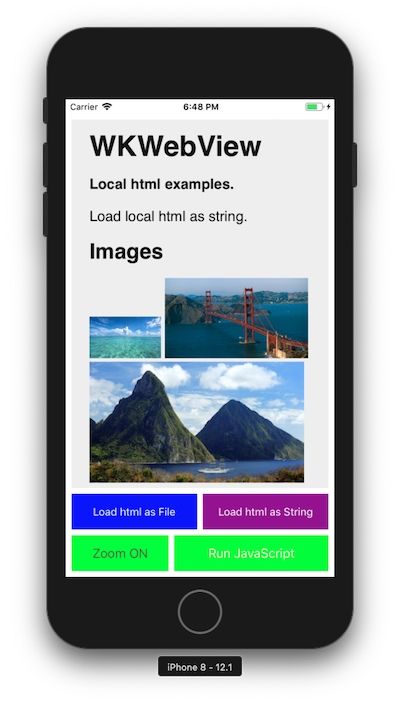 Carrier 6:48 PM
WKWebView
Local html examples.
Load local html as string.
Images
Load html as File Load html as String
Zoom ON Run JavaScript
iPhone 8 - 12.1